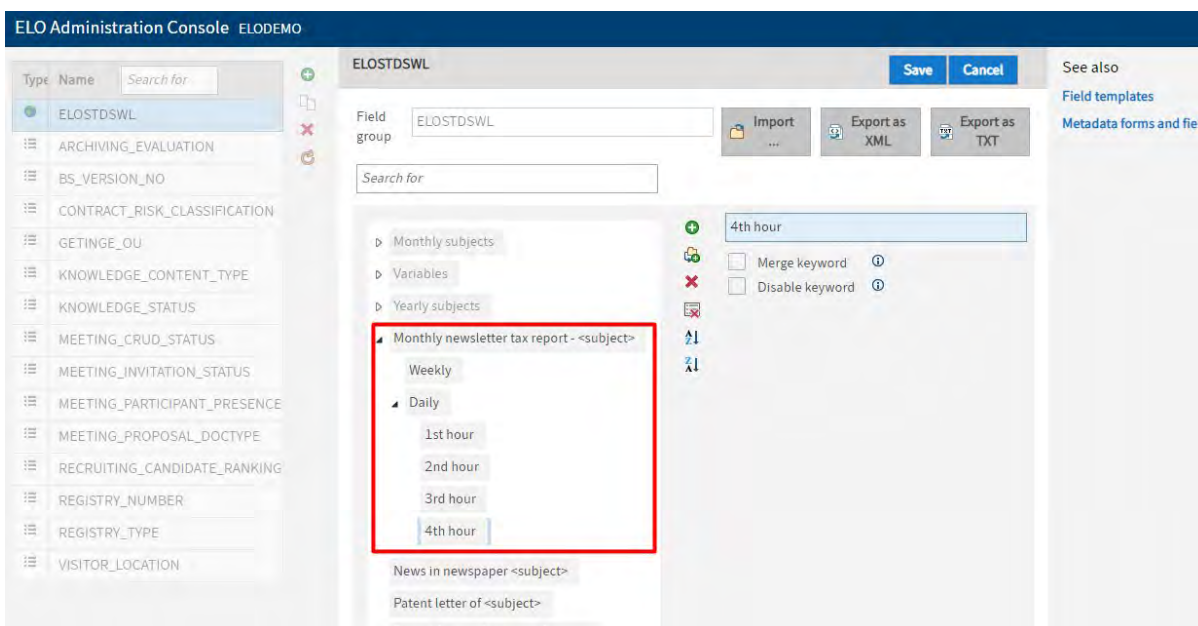 ELO Administration Console ELODEMO
Type Name Search for
ELOSTDSWL
ARCHIVING_EVALUATION
BS_VERSION_NO
CONTRACT_RISK_CLASSIFICATION
GETINGE_OU
KNOWLEDGE_CONTENT_TYPE
KNOWLEDGE_STATUS
MEETING_CRUD_STATUS
MEETING_INVITATION_STATUS
MEETING_PARTICIPANT_PRESENCE
MEETING_PROPOSAL_DOCTYPE
RECRUITING_CANDIDATE_RANKING
REGISTRY_NUMBER
REGISTRY_TYPE
VISITOR_LOCATION
ELOSTDSWL
Save Cancel
Field
group
ELOSTDSWL
Import
...
Export as
XML
Export as
TXT
Search for
Monthly subjects
Variables
Yearly subjects
Monthly newsletter tax report - <subject>
Weekly
Daily
1st hour
2nd hour
3rd hour
4th hour
News in newspaper <subject>
Patent letter of <subject>
4th hour
Merge keyword
Disable keyword
See also
Field templates
Metadata forms and fie